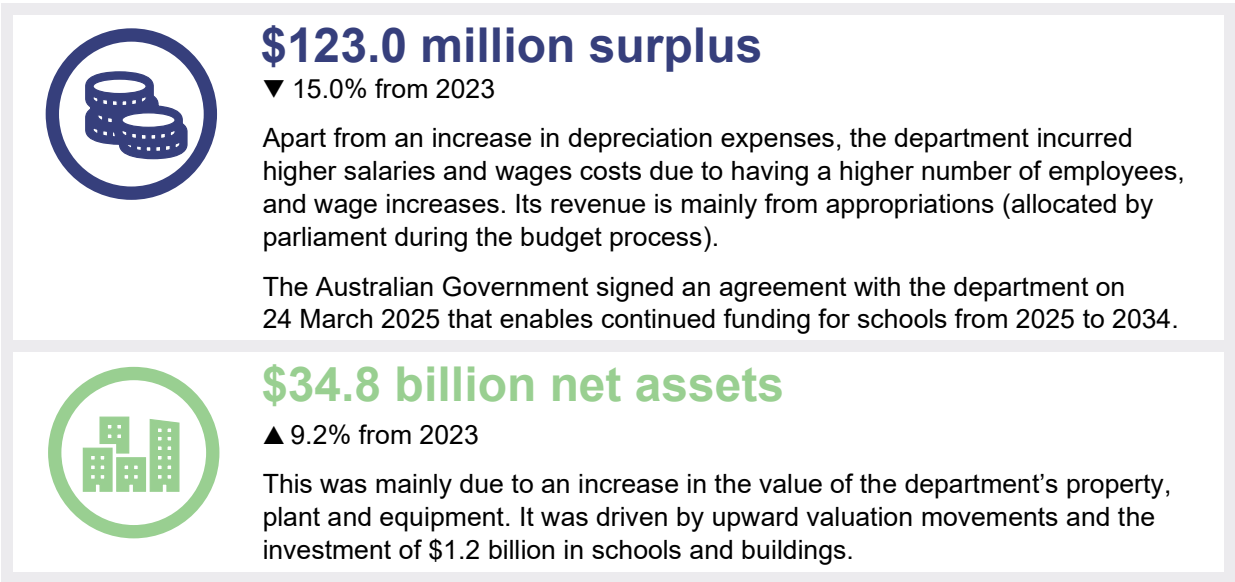 $123.0 million surplus
▼ 15.0% from 2023
Apart from an increase in depreciation expenses, the department incurred
higher salaries and wages costs due to having a higher number of employees,
and wage increases. Its revenue is mainly from appropriations (allocated by
parliament during the budget process).
The Australian Government signed an agreement with the department on
24 March 2025 that enables continued funding for schools from 2025 to 2034.
$34.8 billion net assets
▲ 9.2% from 2023
This was mainly due to an increase in the value of the department’s property,
plant and equipment. It was driven by upward valuation movements and the
investment of $1.2 billion in schools and buildings.